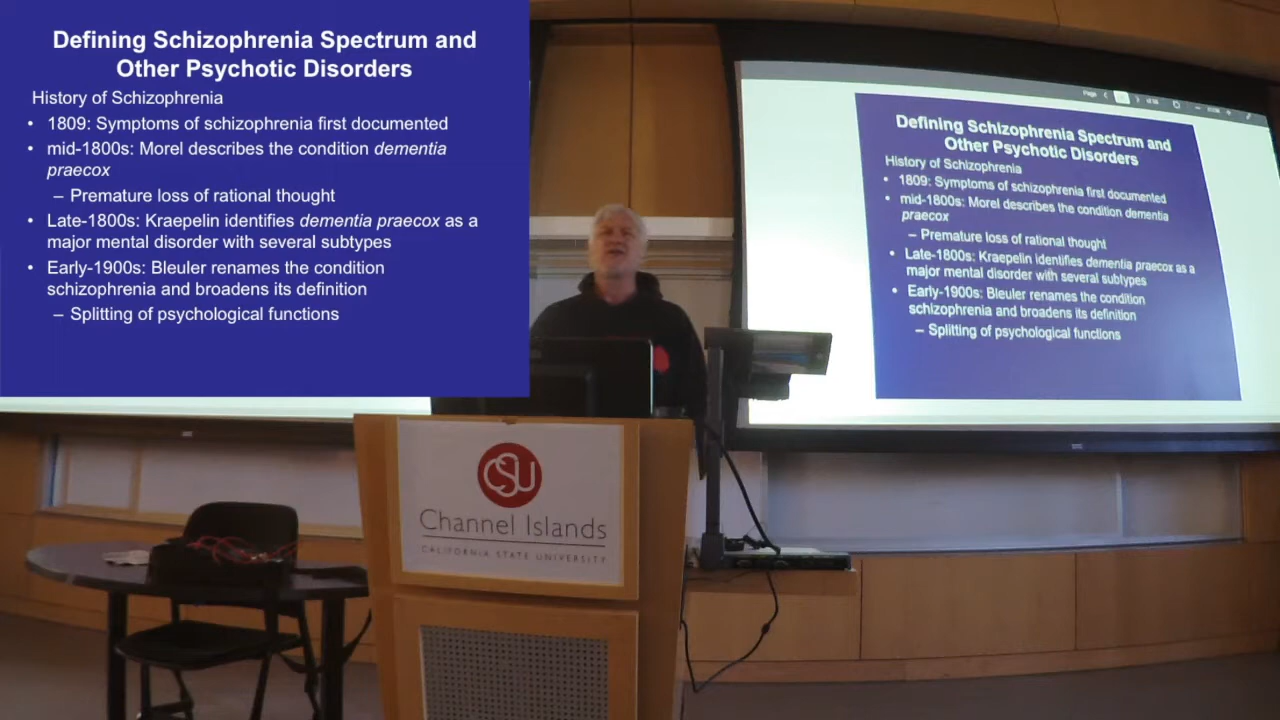 Defining Schizophrenia Spectrum and
Other Psychotic Disorders
History of Schizophrenia
• 1809: Symptoms of schizophrenia first documented
• mid-1800s: Morel describes the condition dementia
praecox
– Premature loss of rational thought
• Late-1800s: Kraepelin identifies dementia praecox as a
major mental disorder with several subtypes
• Early-1900s: Bleuler renames the condition
schizophrenia and broadens its definition
– Splitting of psychological functions
Page
Defining Schizophrenia Spectrum and
Other Psychotic Disorders
History of Schizophrenia
• 1809: Symptoms of schizophrenia first documented
• mid-1800s: Morel describes the condition dementia
praecox
– Premature loss of rational thought
• Late-1800s: Kraepelin identifies dementia praecox as a
major mental disorder with several subtypes
• Early-1900s: Bleuler renames the condition
schizophrenia and broadens its definition
– Splitting of psychological functions
CSU
Channel Islands
CALIFORNIA STATE UNIVERSITY